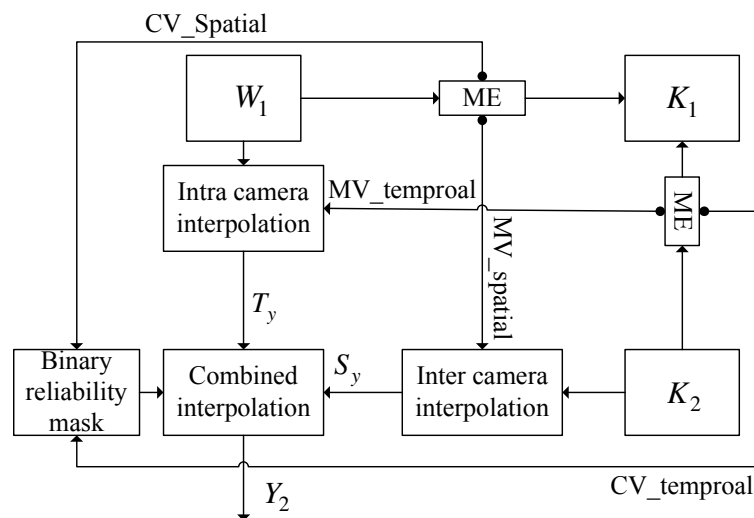 CV_Spatial
W1
ME
K1
Intra camera
interpolation
MV_temproal
ME
MV_spatial
Ty
Binary
reliability
mask
Combined
interpolation
Sy
Inter camera
interpolation
K2
Y2
CV_temproal